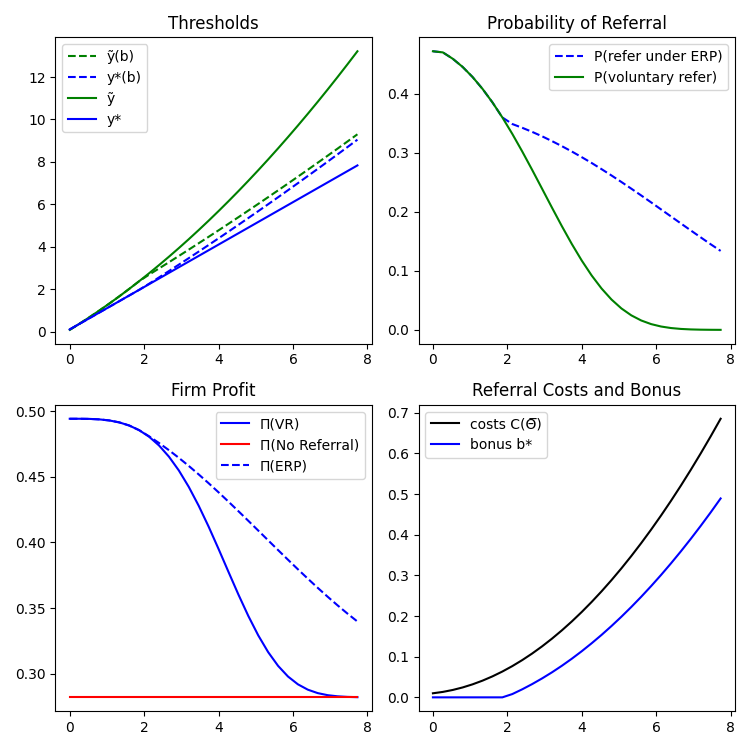 Thresholds
ỹ(b)
y*(b)
ỹ
y*
12
10
8
6
4
2
0
0 2 4 6 8
Probability of Referral
P(refer under ERP)
P(voluntary refer)
0.4
0.3
0.2
0.1
0.0
0 2 4 6 8
Firm Profit
Π(VR)
Π(No Referral)
Π(ERP)
0.50
0.45
0.40
0.35
0.30
0 2 4 6 8
Referral Costs and Bonus
costs C(Θ̅)
bonus b*
0.7
0.6
0.5
0.4
0.3
0.2
0.1
0.0
0 2 4 6 8